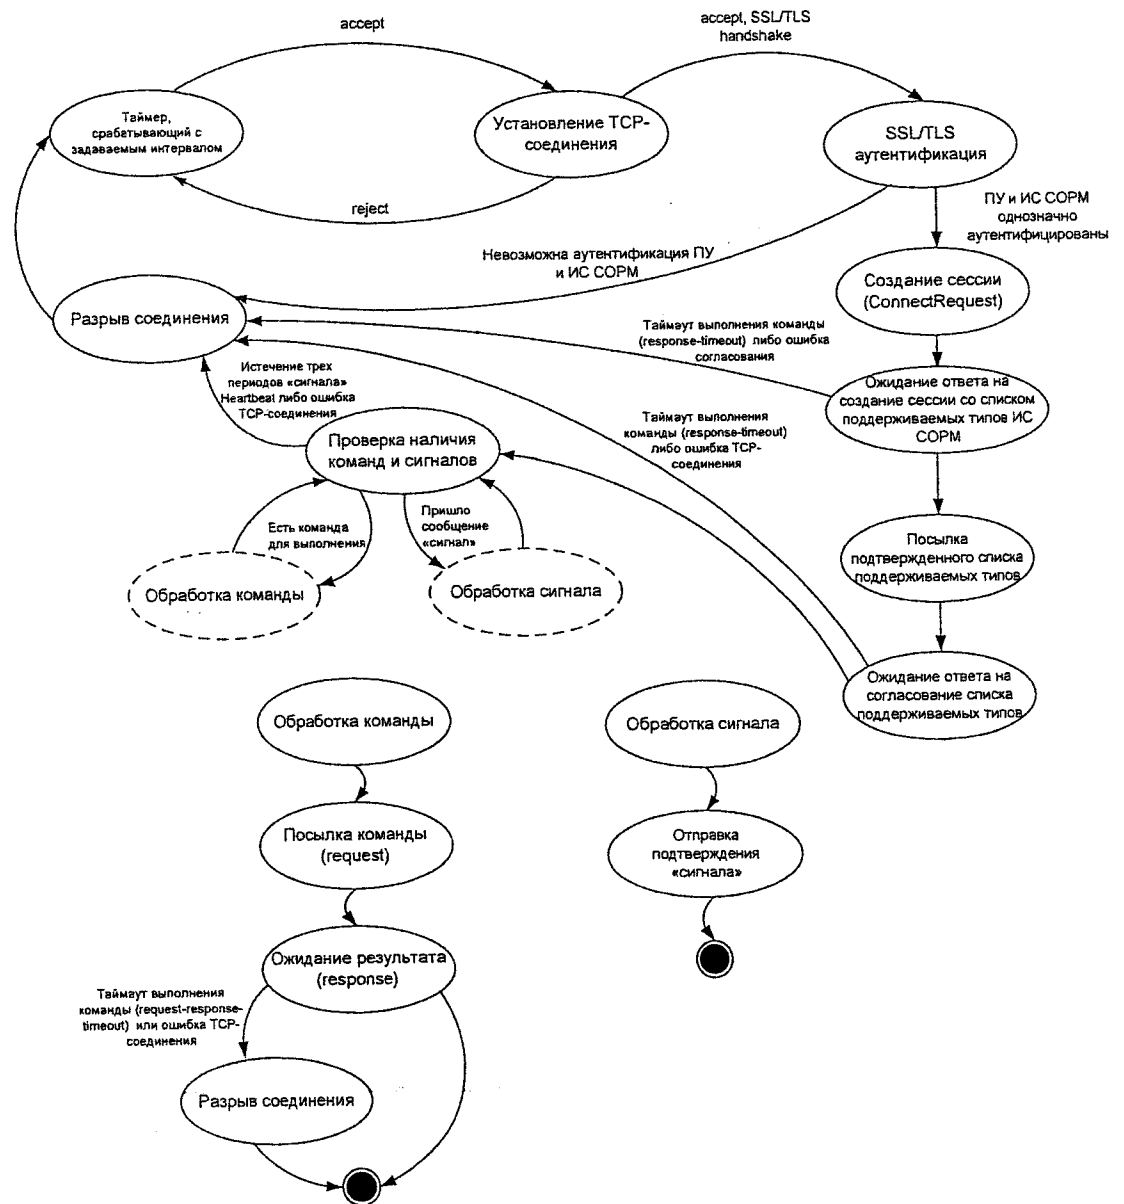 accept
accept, SSL/TLS
handshake
Таймер,
срабатывающий с
задаваемым интервалом
Установление TCP-
соединения
SSL/TLS
аутентификация
reject
ПУ и ИС СОРМ
однозначно
аутентифицированы
Невозможна аутентификация ПУ
и ИС СОРМ
Создание сессии
(ConnectRequest)
Разрыв соединения
Таймаут выполнения команды
(response-timeout) либо ошибка
согласования
Истечение трех
периодов «сигнала»
Heartbeat либо ошибка
TCP-соединения
Ожидание ответа на
создание сессии со списком
поддерживаемых типов ИС
СОРМ
Таймаут выполнения
команды (response-timeout)
либо ошибка TCP-
соединения
Проверка наличия
команд и сигналов
Есть команда
для выполнения
Пришло
сообщение
«сигнал»
Посылка
подтвержденного списка
поддерживаемых типов
Обработка команды
Обработка сигнала
Ожидание ответа на
согласование списка
поддерживаемых типов
Обработка команды
Обработка сигнала
Посылка команды
(request)
Отправка
подтверждения
«сигнала»
Ожидание результата
(response)
Таймаут выполнения
команды (request-response-
timeout) или ошибка TCP-
соединения
Разрыв соединения